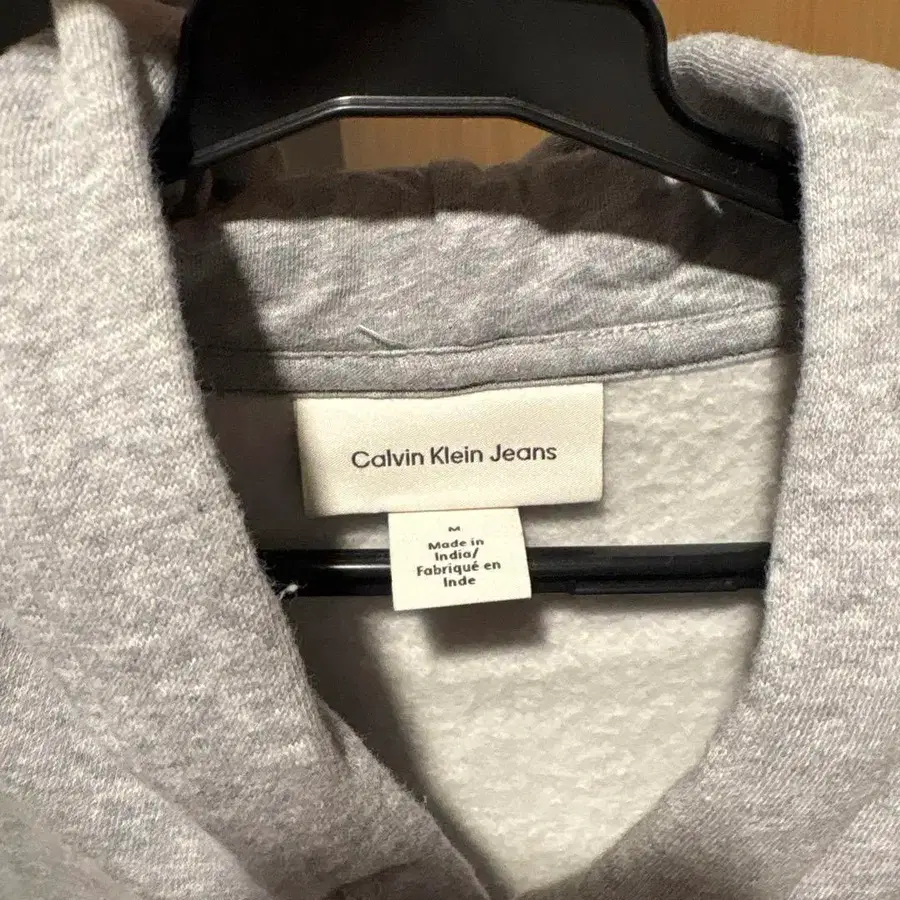 Calvin Klein Jeans
M
Made in
India/
Fabriqué en
Inde